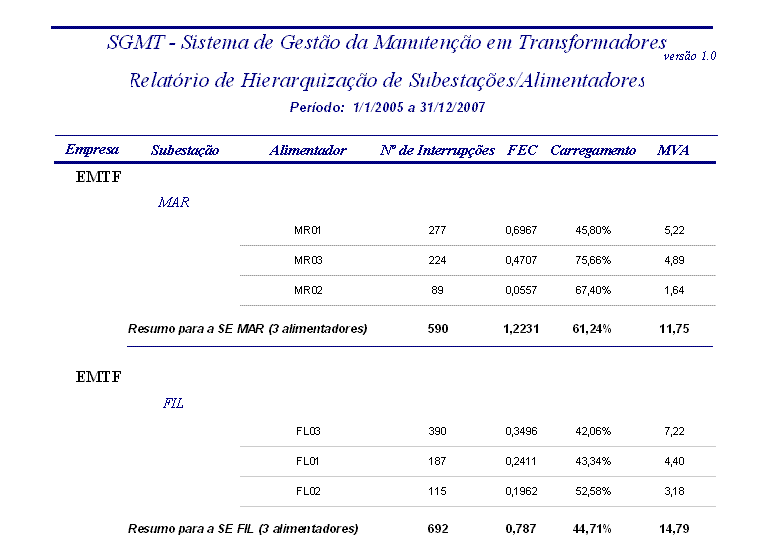 SGMT - Sistema de Gestão da Manutenção em Transformadores
versão 1.0
Relatório de Hierarquização de Subestações/Alimentadores
Período: 1/1/2005 a 31/12/2007
Empresa Subestação Alimentador Nº de Interrupções FEC Carregamento MVA
EMTF
MAR
MR01 277 0,6967 45,80% 5,22
MR03 224 0,4707 75,66% 4,89
MR02 89 0,0557 67,40% 1,64
Resumo para a SE MAR (3 alimentadores) 590 1,2231 61,24% 11,75
EMTF
FIL
FL03 390 0,3496 42,06% 7,22
FL01 187 0,2411 43,34% 4,40
FL02 115 0,1962 52,58% 3,18
Resumo para a SE FIL (3 alimentadores) 692 0,787 44,71% 14,79